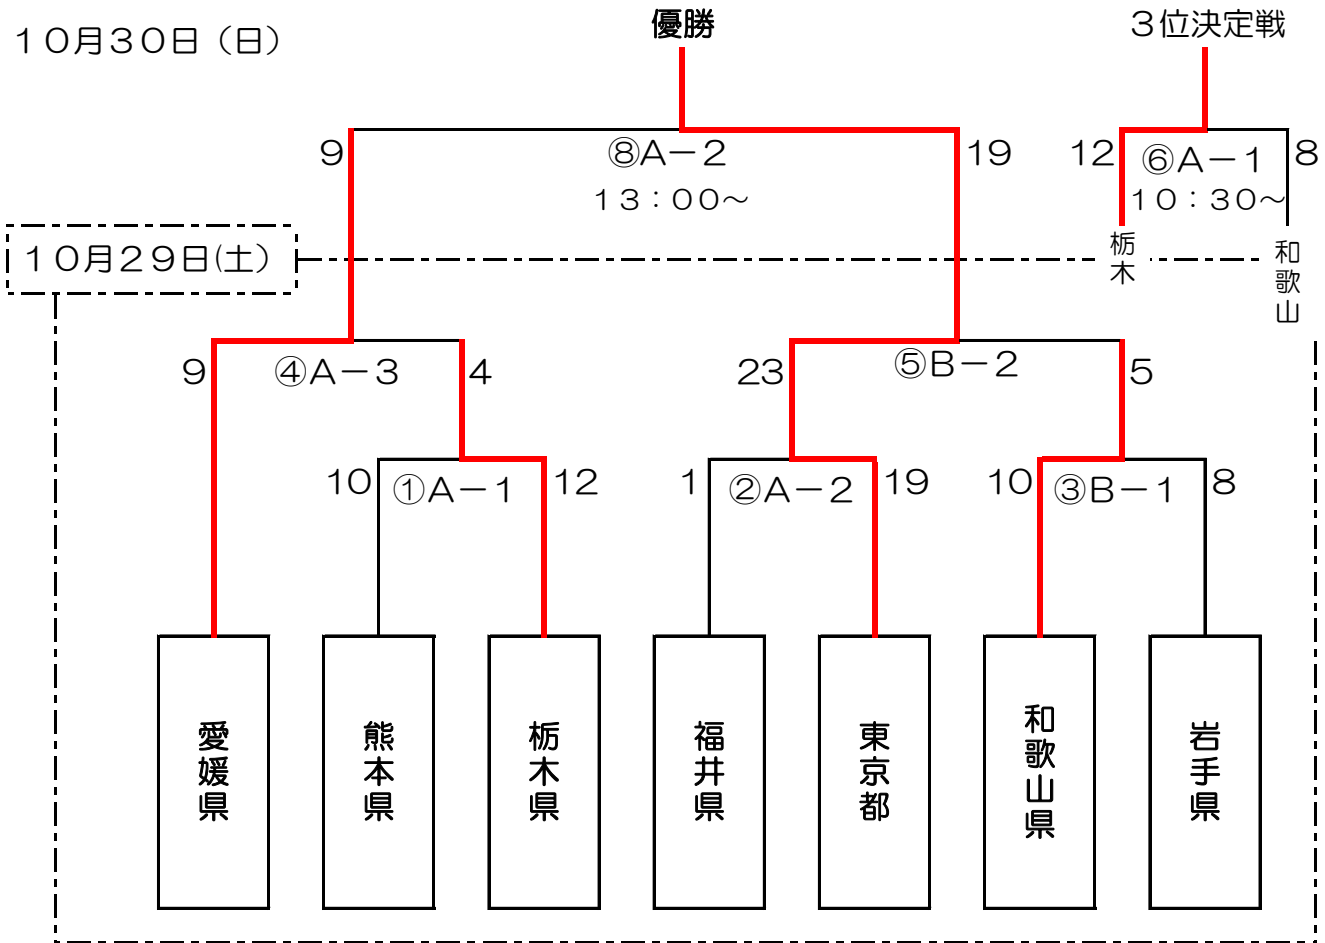 優勝
３位決定戦
１０月３０日（日）
9
⑧Ａ－２
19
12
⑥Ａ－１
8
１３：００～
１０：３０～
栃木
和歌山
１０月２９日(土）
9
④Ａ－３
4
23
⑤Ｂ－２
5
10
①Ａ－１
12
1
②Ａ－２
19
10
③Ｂ－１
8
愛媛県
熊本県
栃木県
福井県
東京都
和歌山県
岩手県